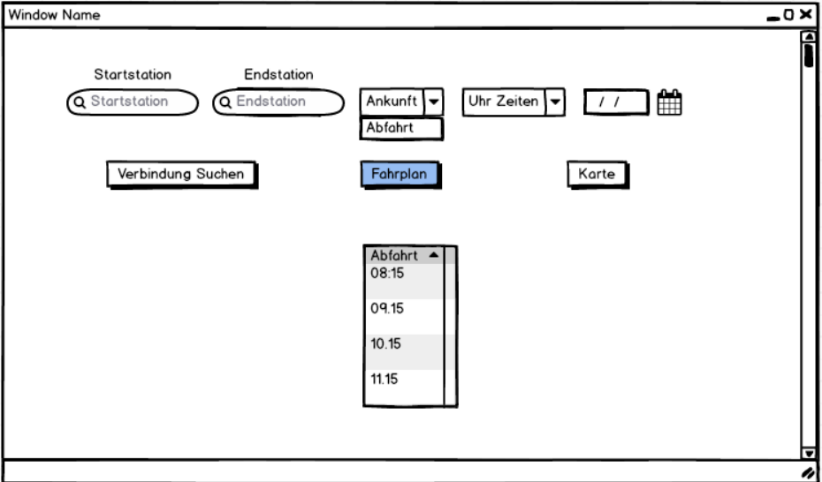 Window Name
Startstation Endstation
Startstation Endstation Ankunft Uhr Zeiten / /
Abfahrt
Verbindung Suchen Fahrplan Karte
Abfahrt
08:15
09.15
10.15
11.15